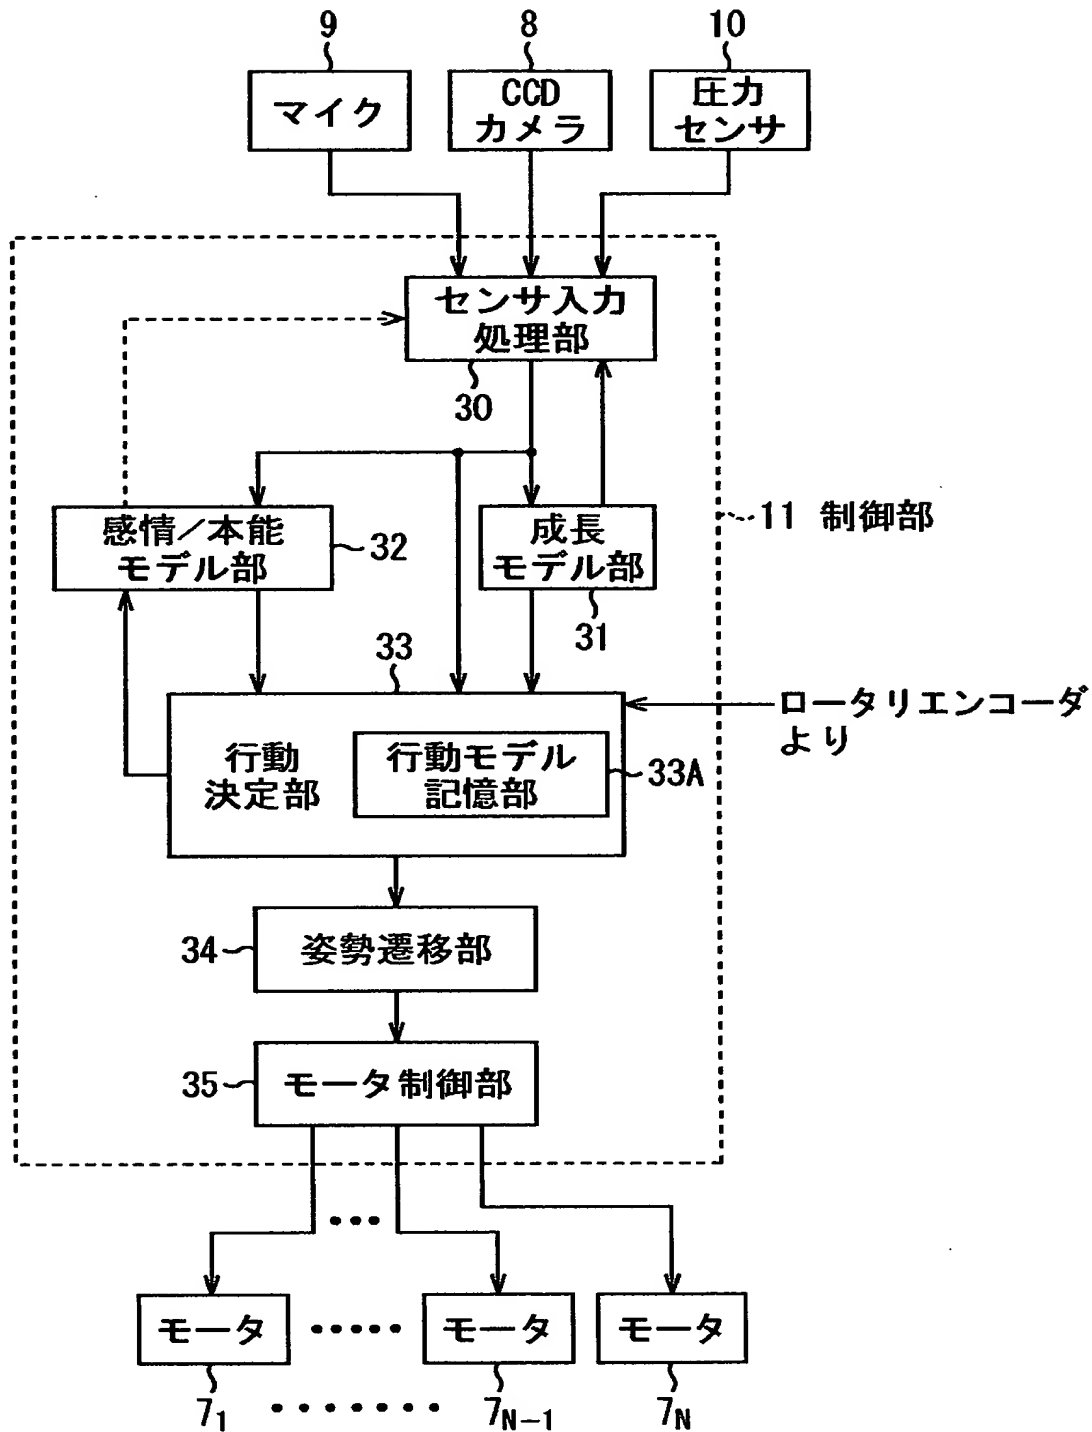 9
8
10
マイク
CCD
カメラ
圧力
センサ
センサ入力
処理部
30
感情／本能
モデル部
32
成長
モデル部
31
11 制御部
33
行動
決定部
行動モデル
記憶部
33A
ロータリエンコーダ
より
34
姿勢遷移部
35
モータ制御部
•••
モータ
•••••
モータ
モータ
7₁
•••••••
7N−1
7N